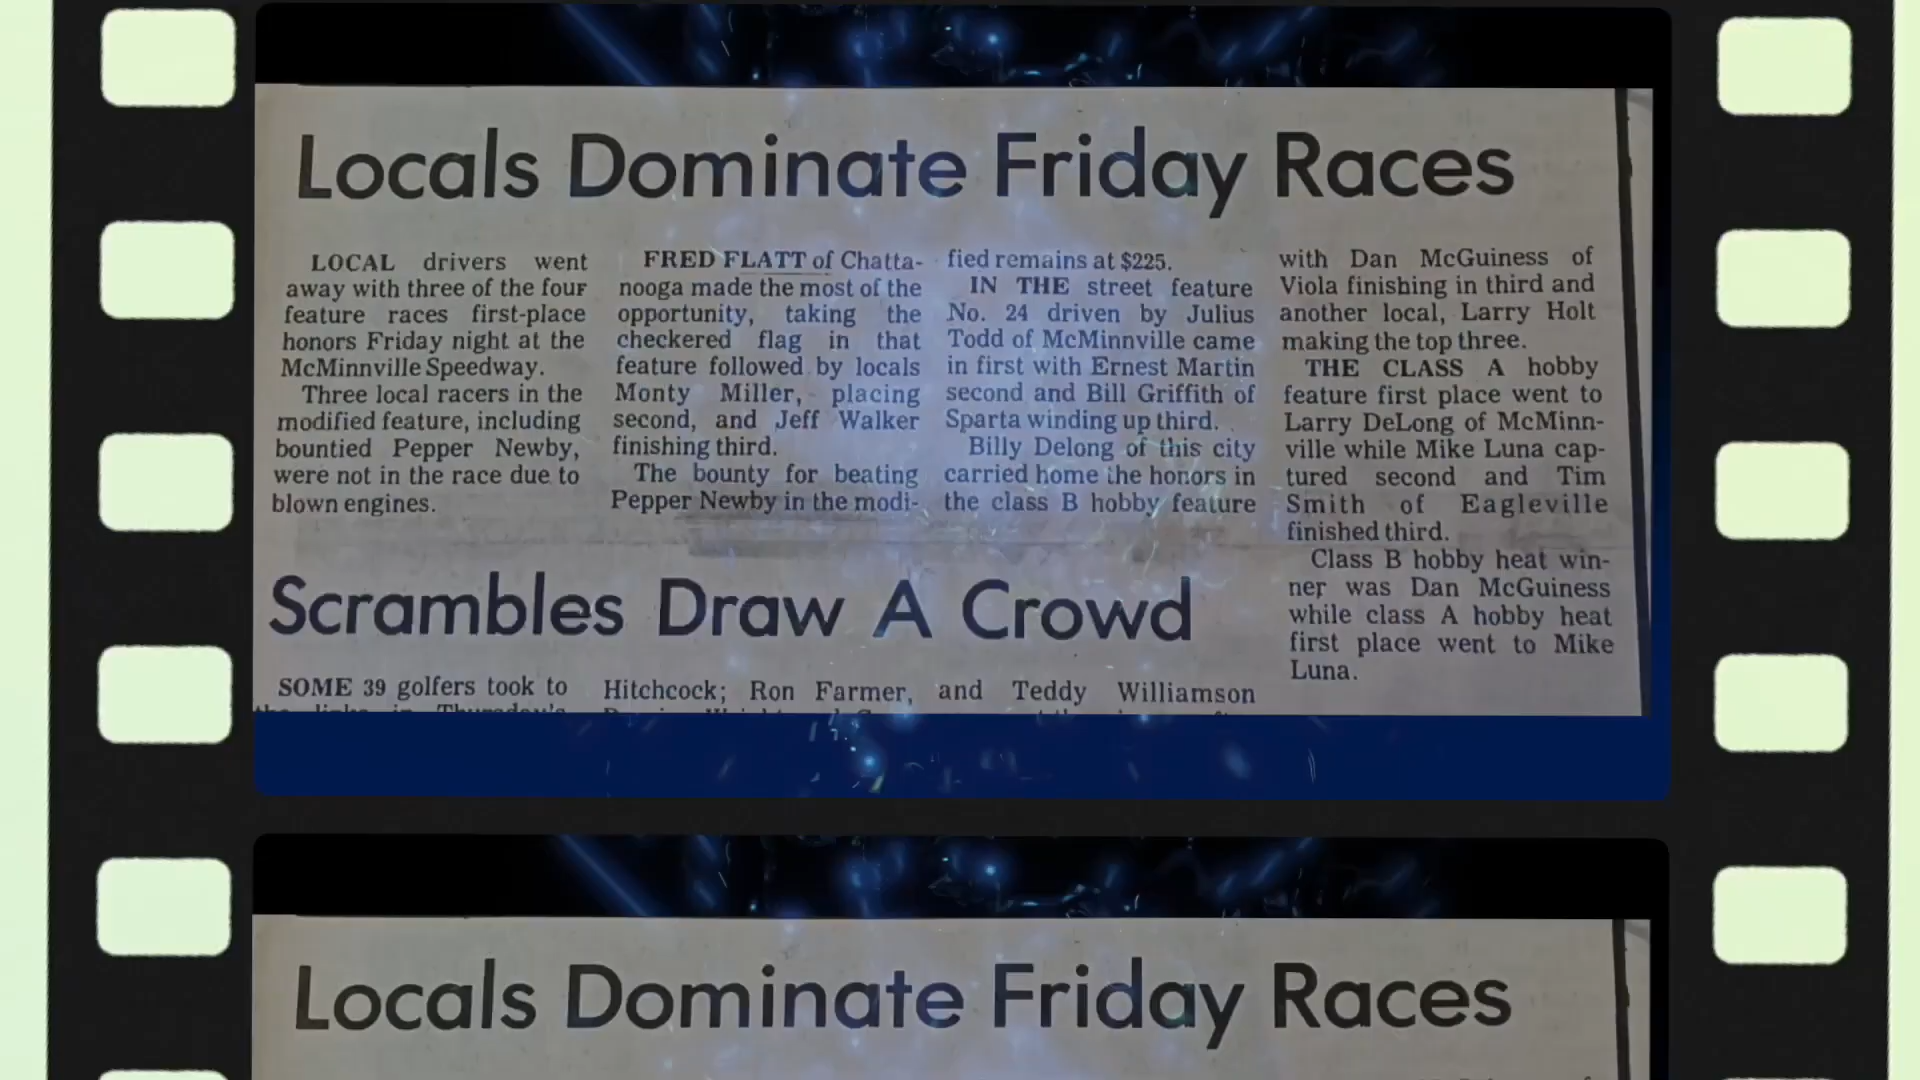 Locals Dominate Friday Races
LOCAL drivers went
away with three of the four
feature races first-place
honors Friday night at the
McMinnville Speedway.
Three local racers in the
modified feature, including
bountied Pepper Newby,
were not in the race due to
blown engines.
FRED FLATT of Chatta-
nooga made the most of the
opportunity, taking the
checkered flag in that
feature followed by locals
Monty Miller, placing
second, and Jeff Walker
finishing third.
The bounty for beating
Pepper Newby in the modi-
fied remains at $225.
IN THE street feature
No. 24 driven by Julius
Todd of McMinnville came
in first with Ernest Martin
second and Bill Griffith of
Sparta winding up third.
Billy Delong of this city
carried home the honors in
the class B hobby feature
with Dan McGuiness of
Viola finishing in third and
another local, Larry Holt
making the top three.
THE CLASS A hobby
feature first place went to
Larry DeLong of McMinn-
ville while Mike Luna cap-
tured second and Tim
Smith of Eagleville
finished third.
Class B hobby heat win-
ner was Dan McGuiness
while class A hobby heat
first place went to Mike
Luna.
Scrambles Draw A Crowd
SOME 39 golfers took to
the links in Thursday's
Hitchcock; Ron Farmer,
and Teddy Williamson
Locals Dominate Friday Races